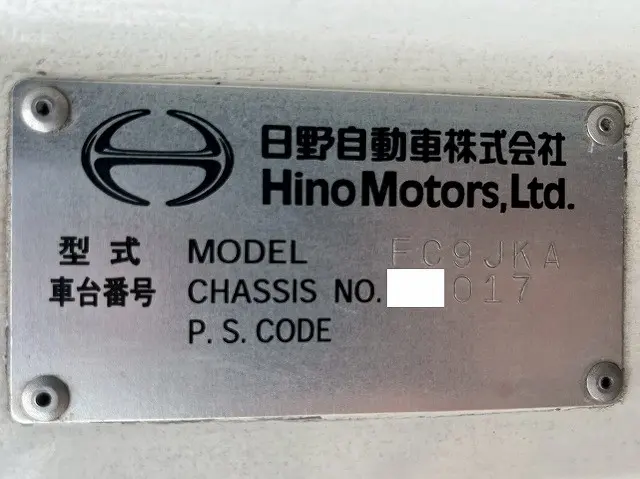 日野自動車株式会社
Hino Motors, Ltd.
型式 MODEL FC9JKA
車台番号 CHASSIS NO. 017
P. S. CODE